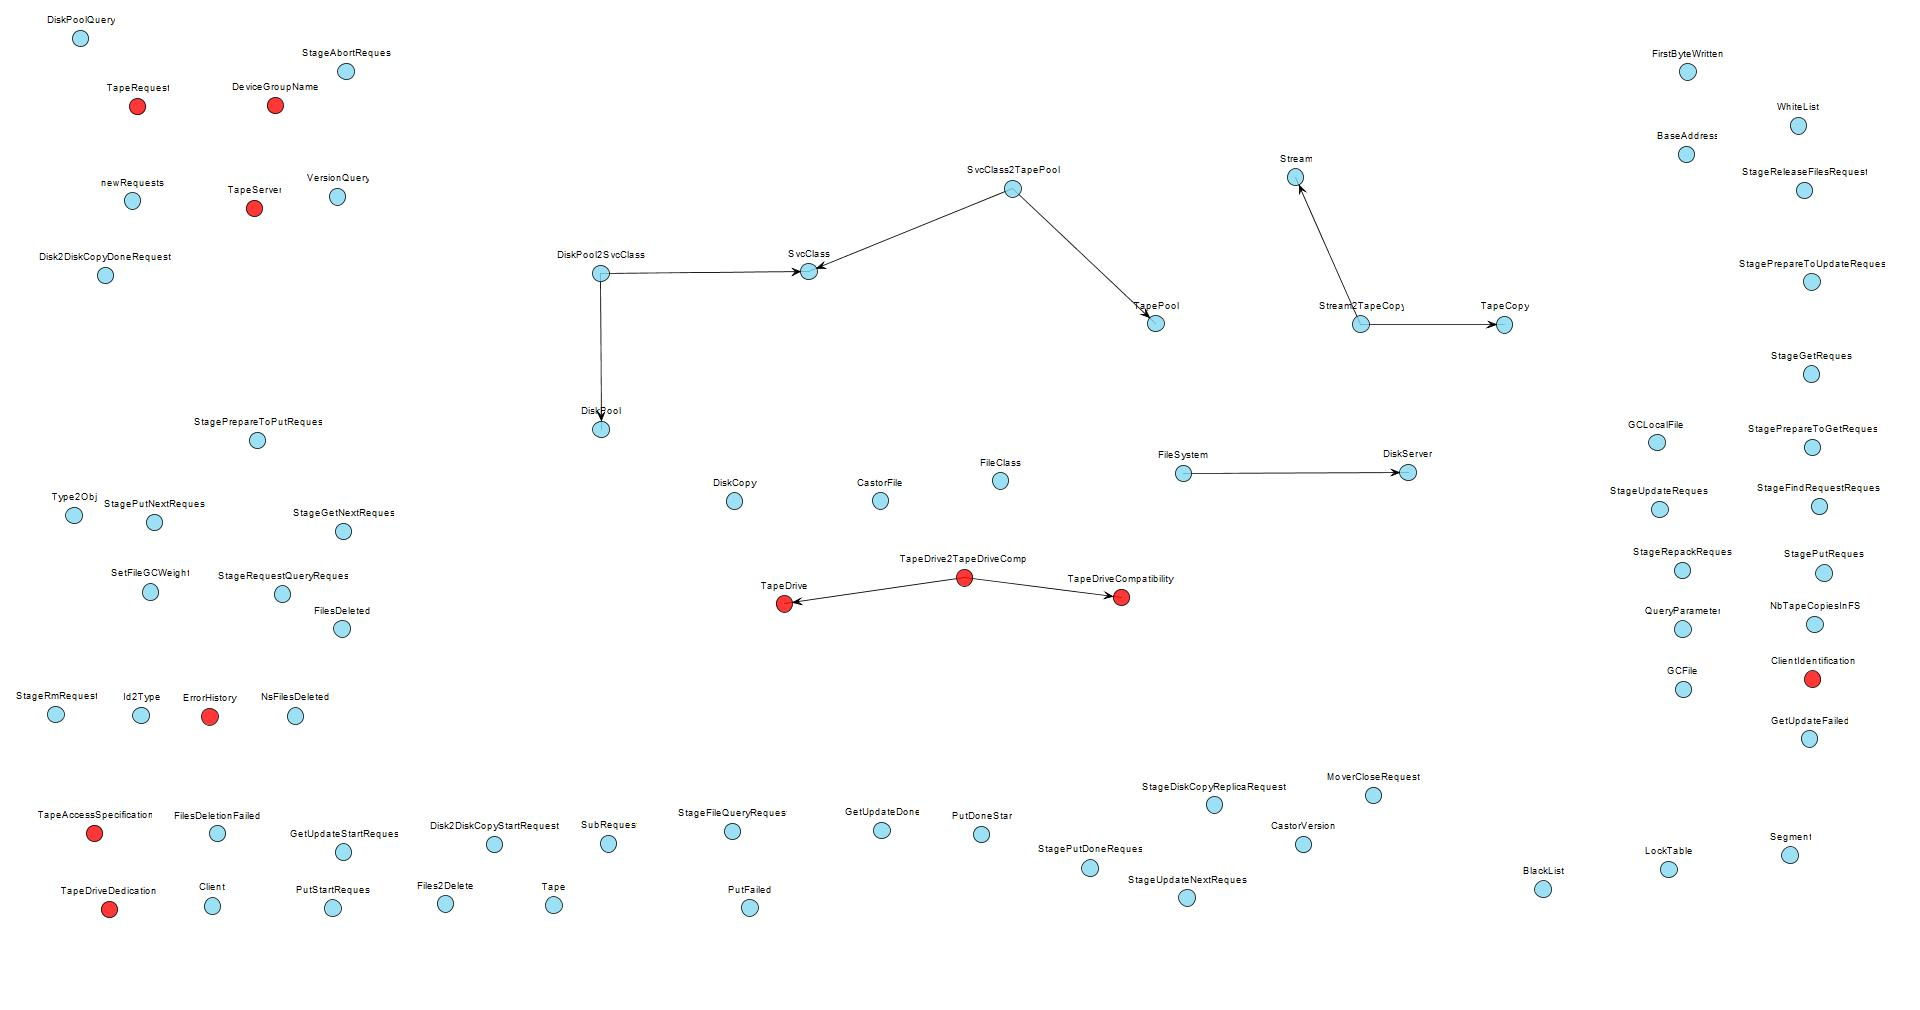 DiskPoolQuery
StageAbortReques
FirstByteWritten
TapeRequest
DeviceGroupName
WhiteList
BaseAddress
Stream
SvcClass2TapePool
StageReleaseFilesRequest
newRequests
TapeServer
VersionQuery
Disk2DiskCopyDoneRequest
DiskPool2SvcClass
SvcClass
StagePrepareToUpdateReques
TapePool
Stream2TapeCopy
TapeCopy
StageGetReques
DiskPool
StagePrepareToPutReques
GCLocalFile
StagePrepareToGetReques
FileClass
FileSystem
DiskServer
DiskCopy
CastorFile
StageUpdateReques
StageFindRequestReques
Type2Obj
StagePutNextReques
StageGetNextReques
StageRepackReques
StagePutReques
TapeDrive2TapeDriveComp
SetFileGCWeight
StageRequestQueryReques
TapeDrive
TapeDriveCompatibility
FilesDeleted
QueryParameter
NbTapeCopiesInFS
GCFile
ClientIdentification
StageRmRequest
Id2Type
ErrorHistory
NsFilesDeleted
GetUpdateFailed
StageDiskCopyReplicaRequest
MoverCloseRequest
TapeAccessSpecification
FilesDeletionFailed
GetUpdateStartReques
Disk2DiskCopyStartRequest
SubReques
StageFileQueryReques
GetUpdateDone
PutDoneStar
CastorVersion
StagePutDoneReques
Segment
LockTable
BlackList
TapeDriveDedication
Client
PutStartReques
Files2Delete
Tape
PutFailed
StageUpdateNextReques